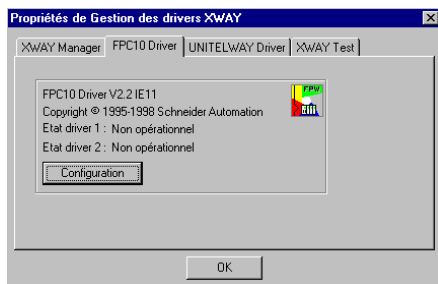 Propriétés de Gestion des drivers XWAY
XWAY Manager FPC10 Driver UNITELWAY Driver XWAY Test
FPW
FPC10 Driver V2.2 IE11
Copyright © 1995-1998 Schneider Automation
Etat driver 1 : Non opérationnel
Etat driver 2 : Non opérationnel
Configuration
OK